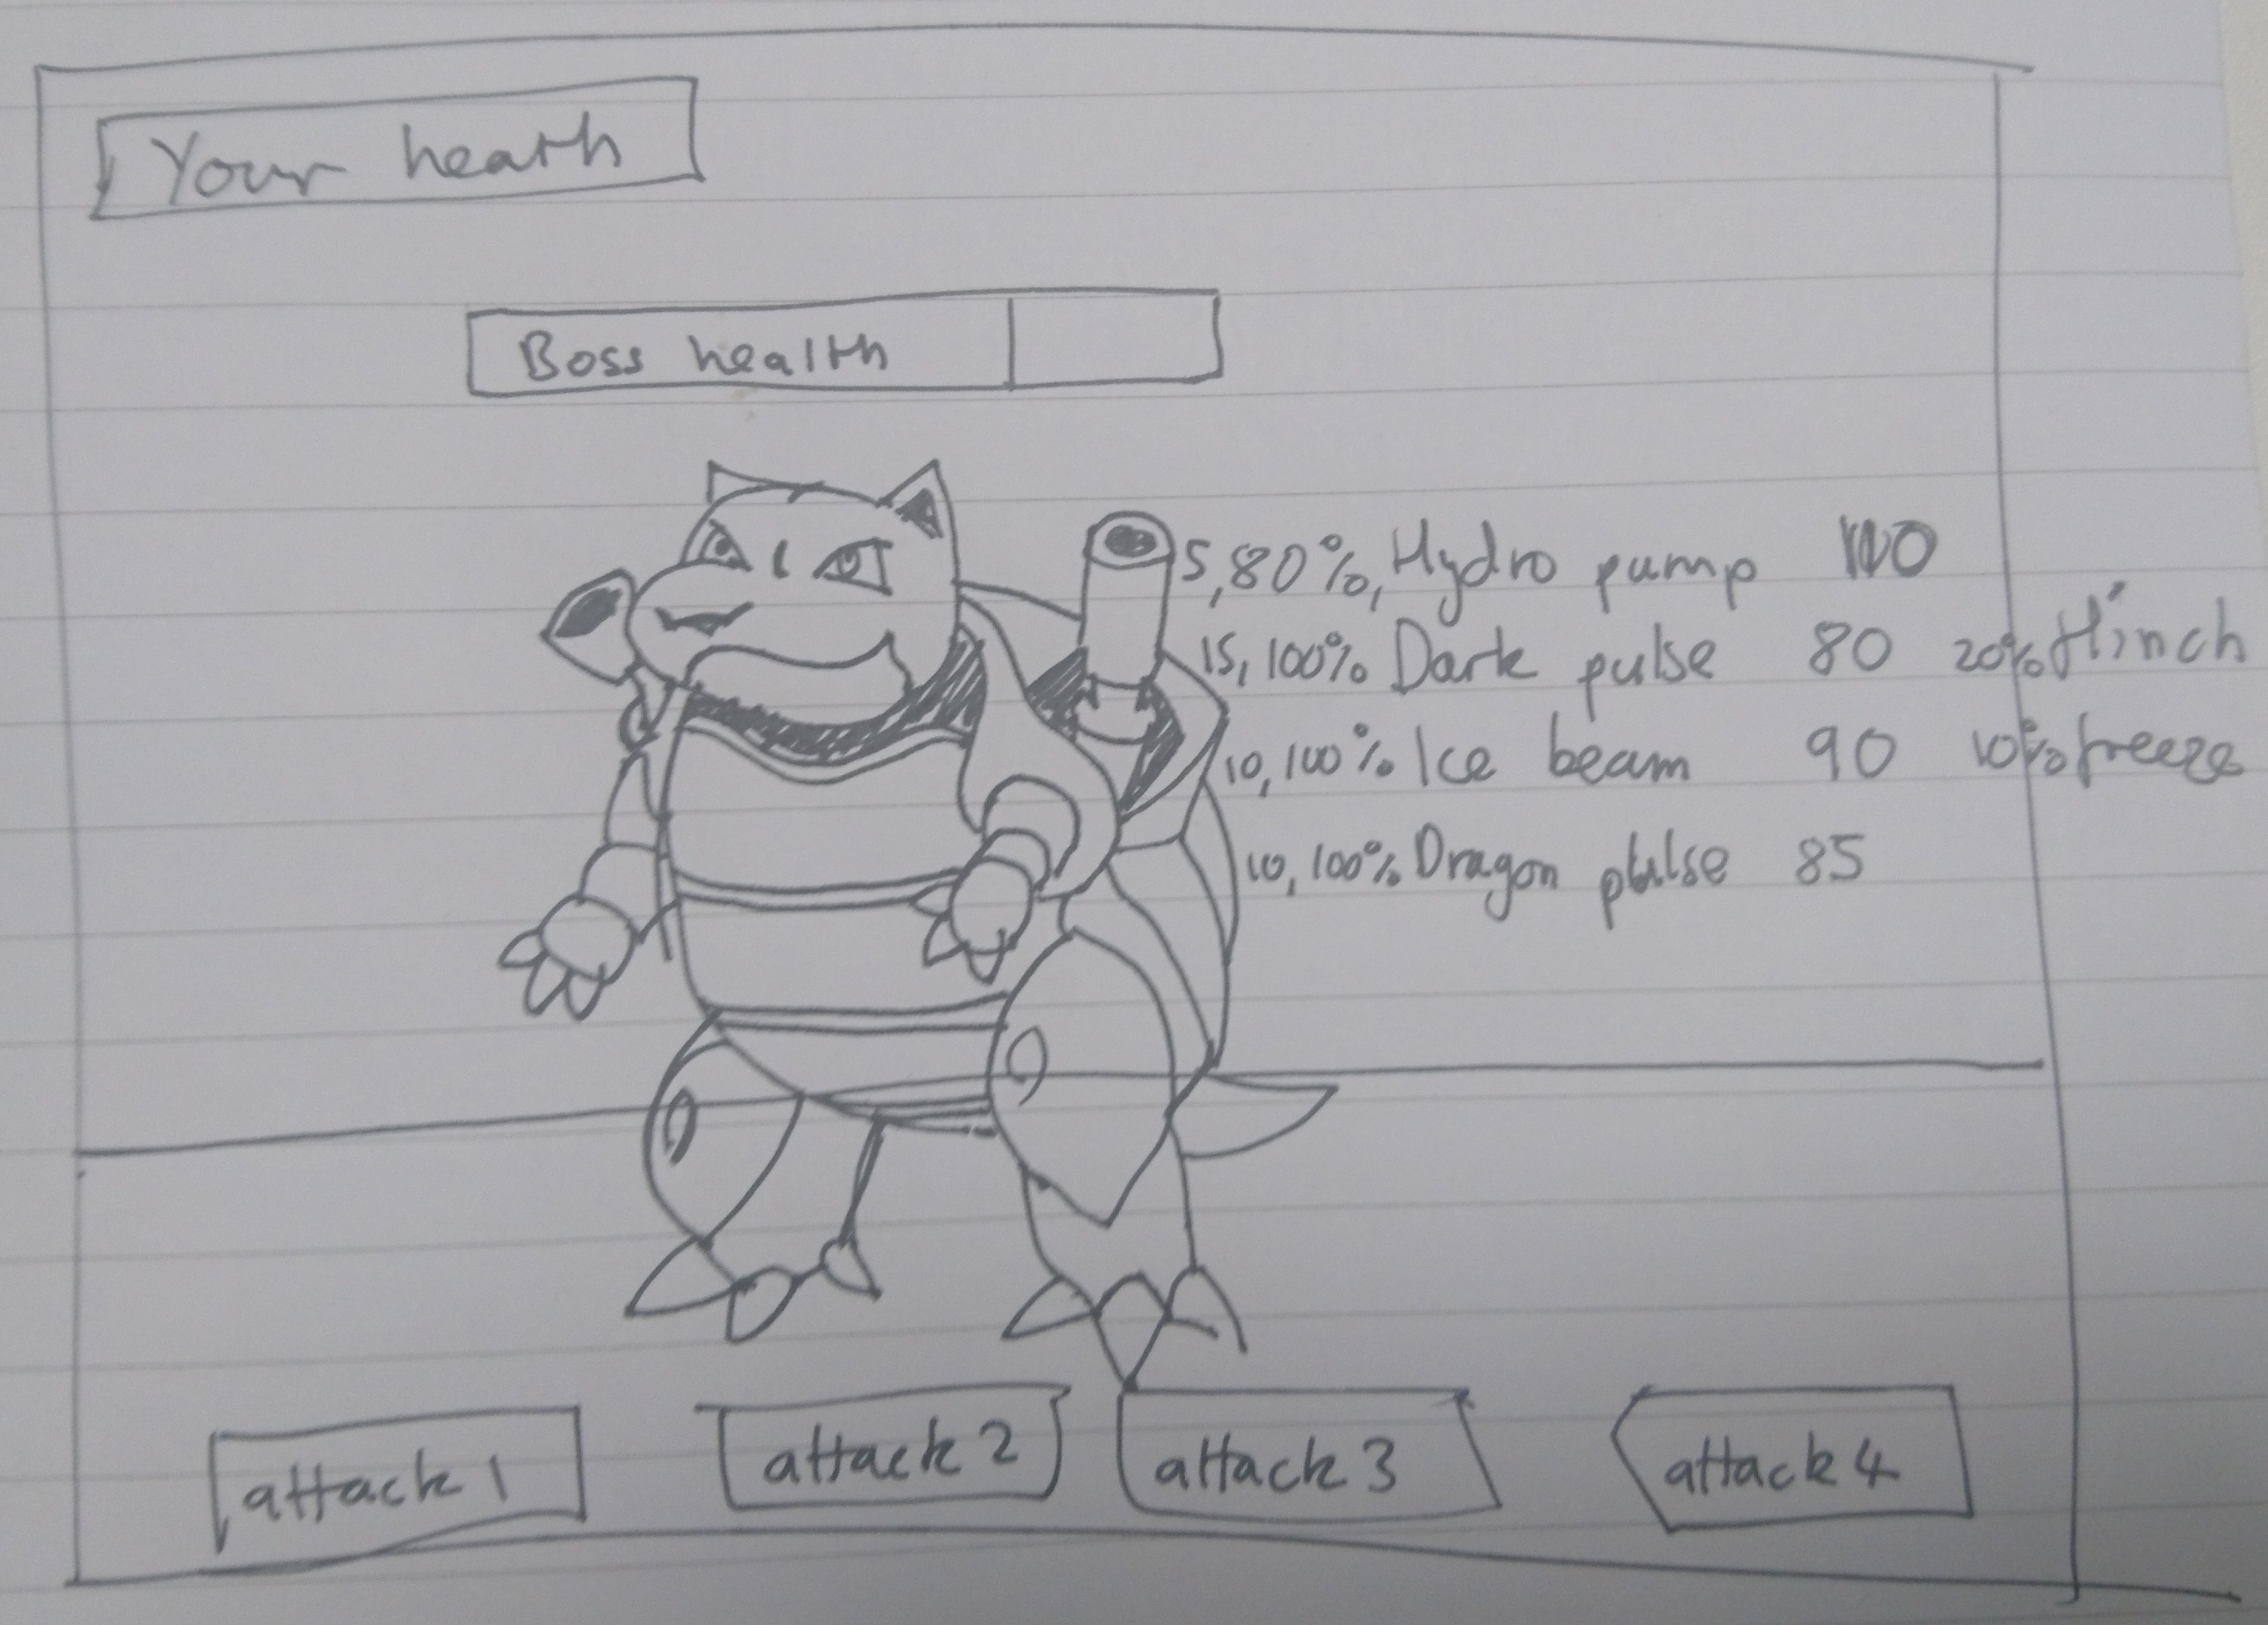 Your heath
Boss health
5, 80%, Hydro pump 110
15, 100% Dark pulse 80 20% flinch
10, 100% Ice beam 90 10% freeze
10, 100% Dragon pulse 85
attack 1
attack 2
attack 3
attack 4